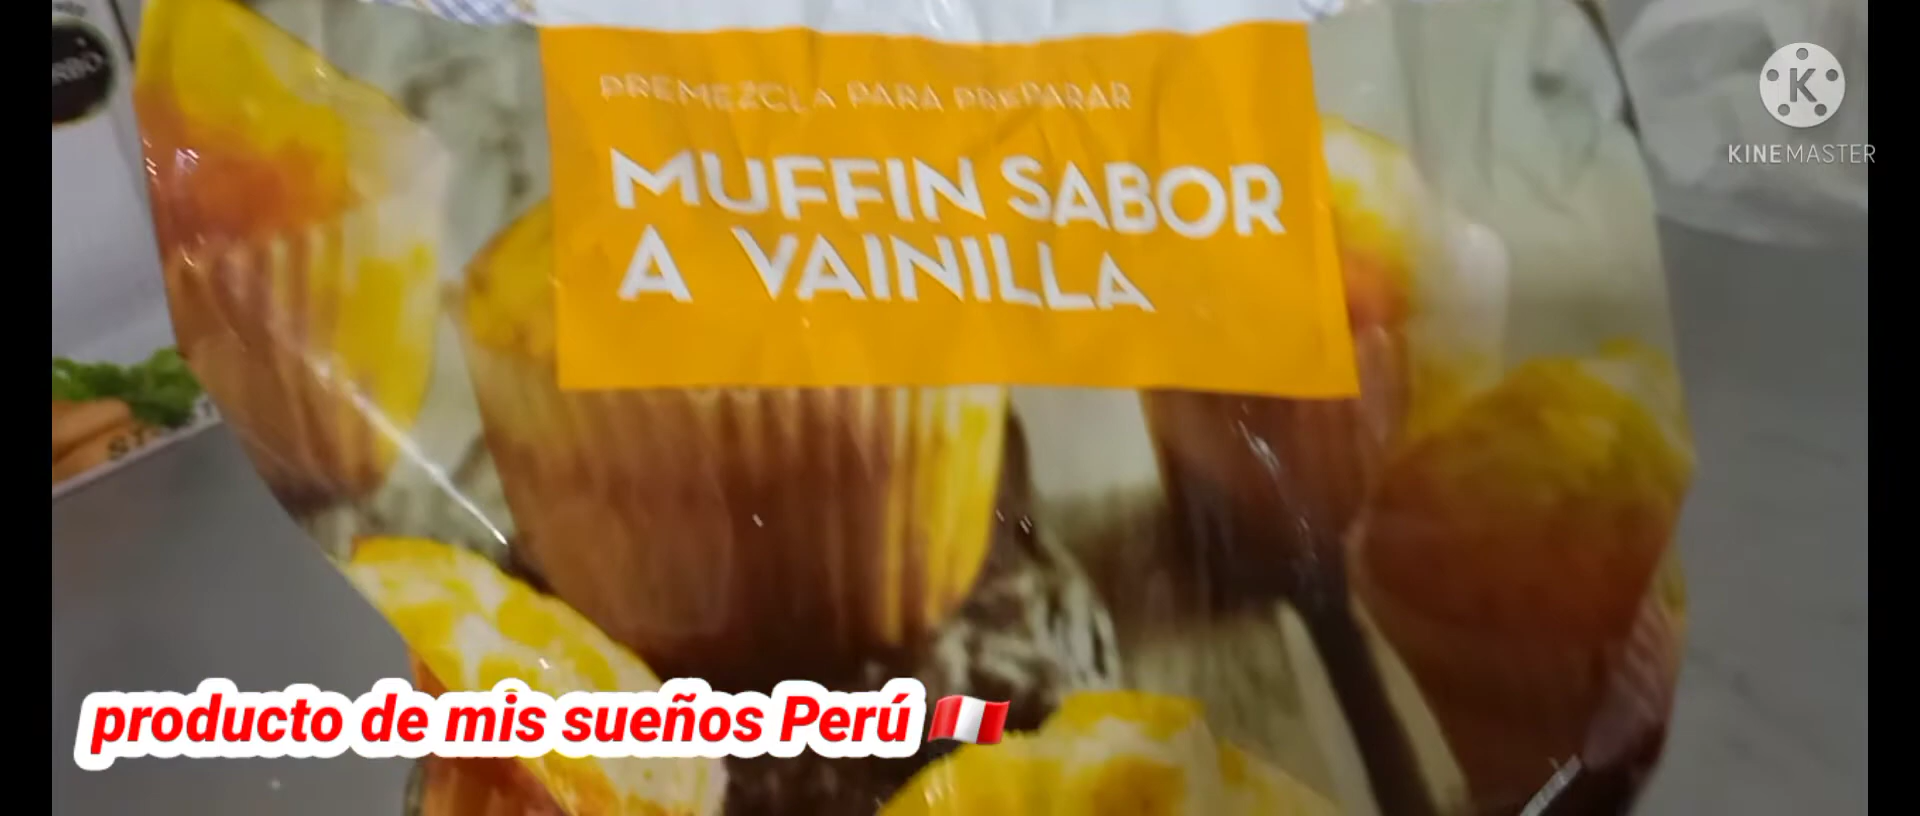 PREMEZCLA PARA PREPARAR
MUFFIN SABOR
A VAINILLA
KINEMASTER
producto de mis sueños Perú 🇵🇪